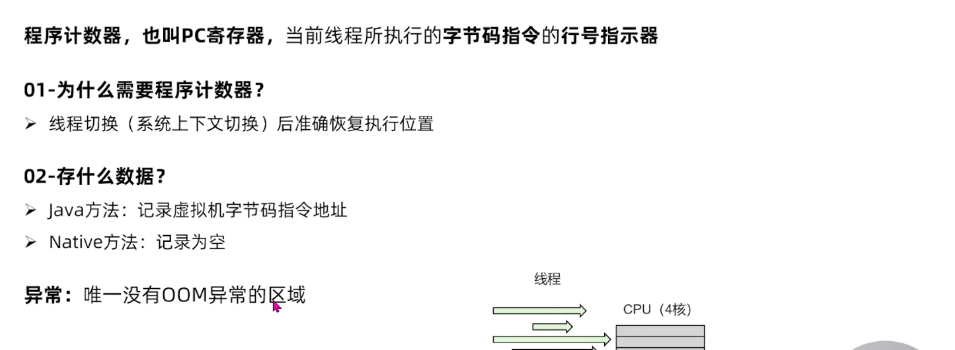 程序计数器，也叫PC寄存器，当前线程所执行的字节码指令的行号指示器
01-为什么需要程序计数器？
➢ 线程切换（系统上下文切换）后准确恢复执行位置
02-存什么数据？
➢ Java方法：记录虚拟机字节码指令地址
➢ Native方法：记录为空
异常：唯一没有OOM异常的区域
线程
CPU（4核）